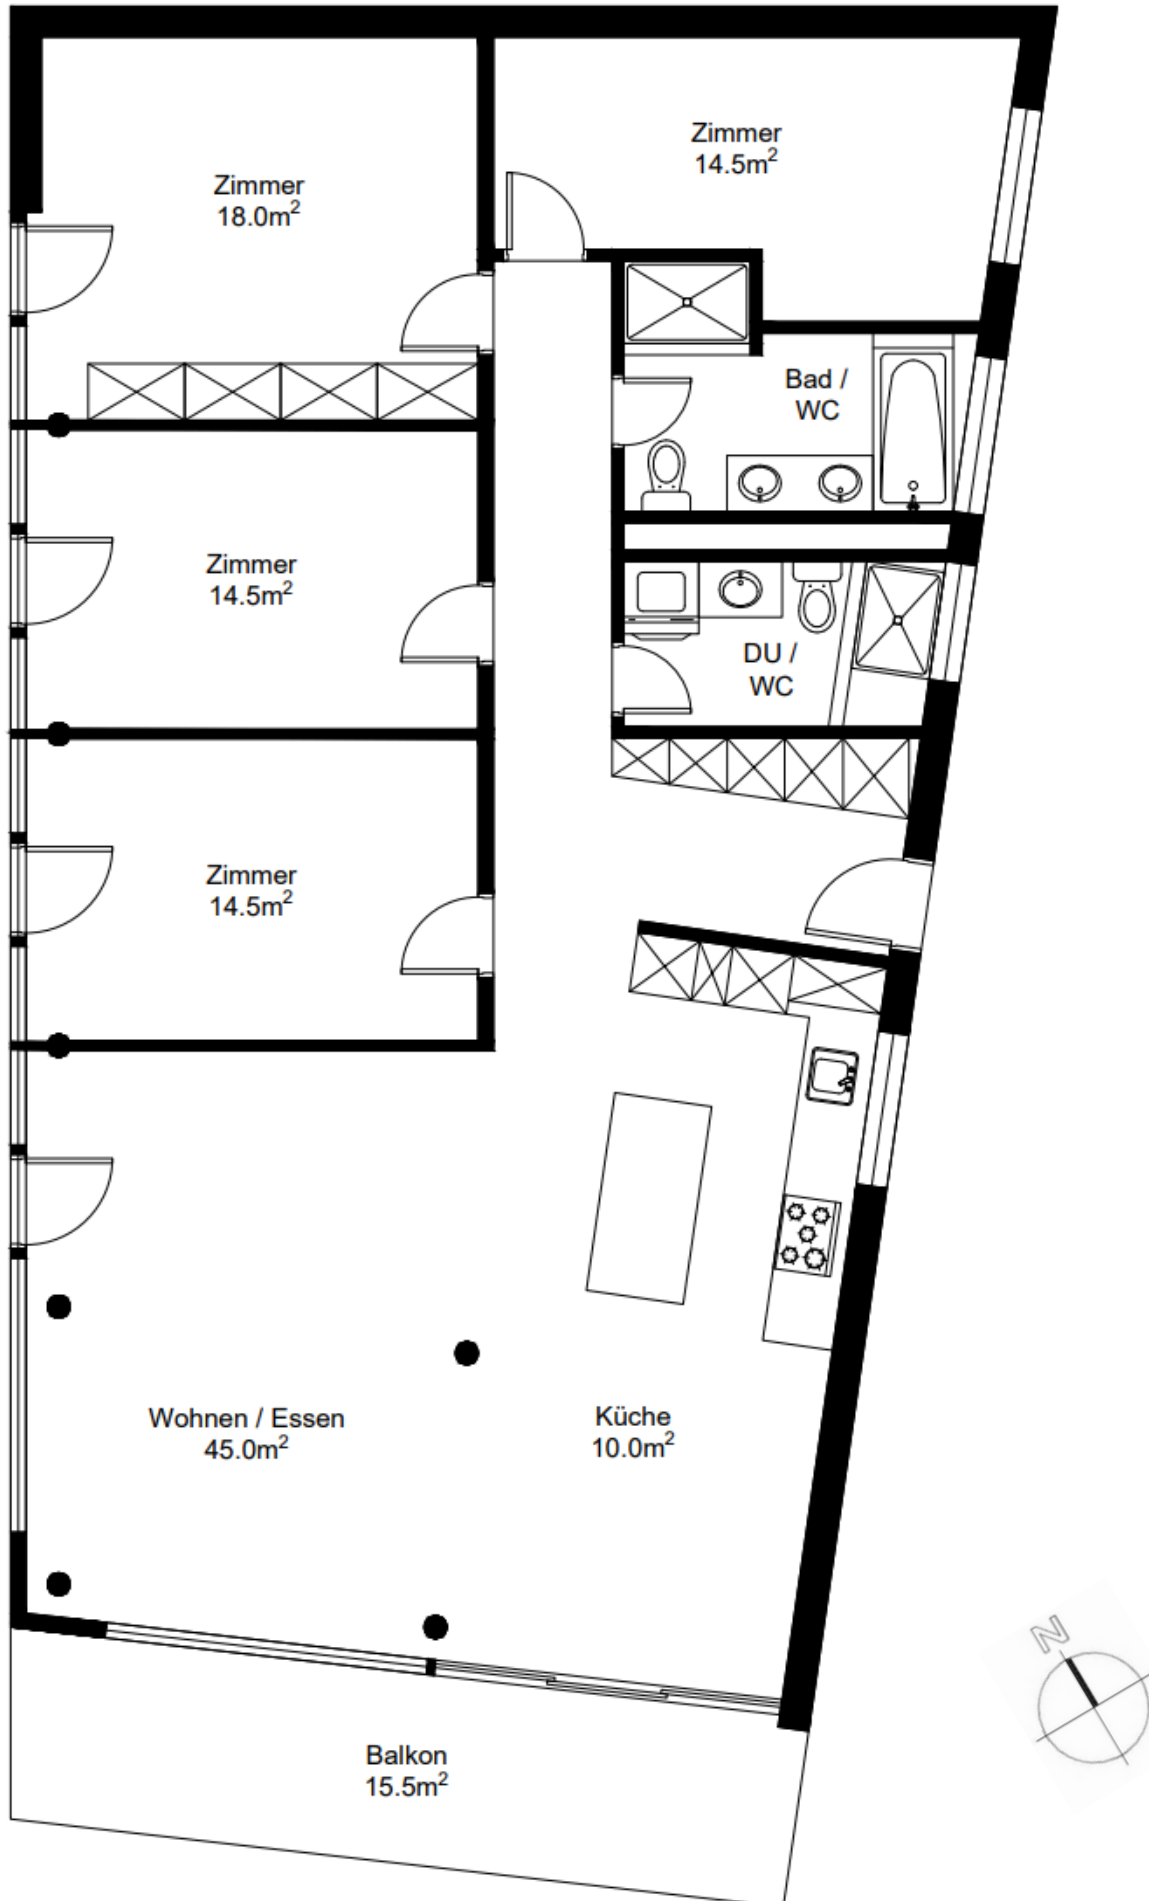 Zimmer
14.5m²
Zimmer
18.0m²
Bad /
WC
Zimmer
14.5m²
DU /
WC
Zimmer
14.5m²
Wohnen / Essen
45.0m²
Küche
10.0m²
N
Balkon
15.5m²